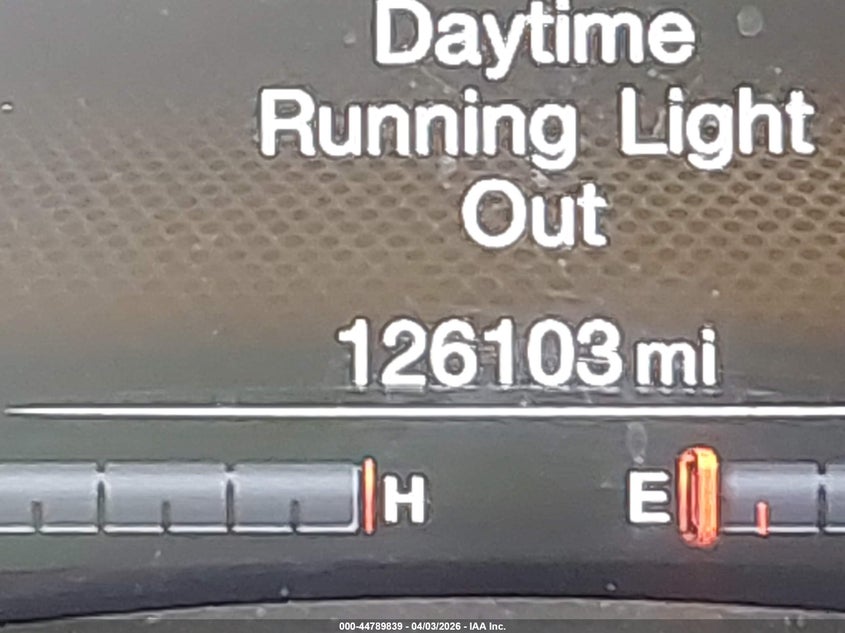 Daytime
Running Light
Out
126103 mi
H E
000-44789839 - 04/03/2026 - IAA Inc.